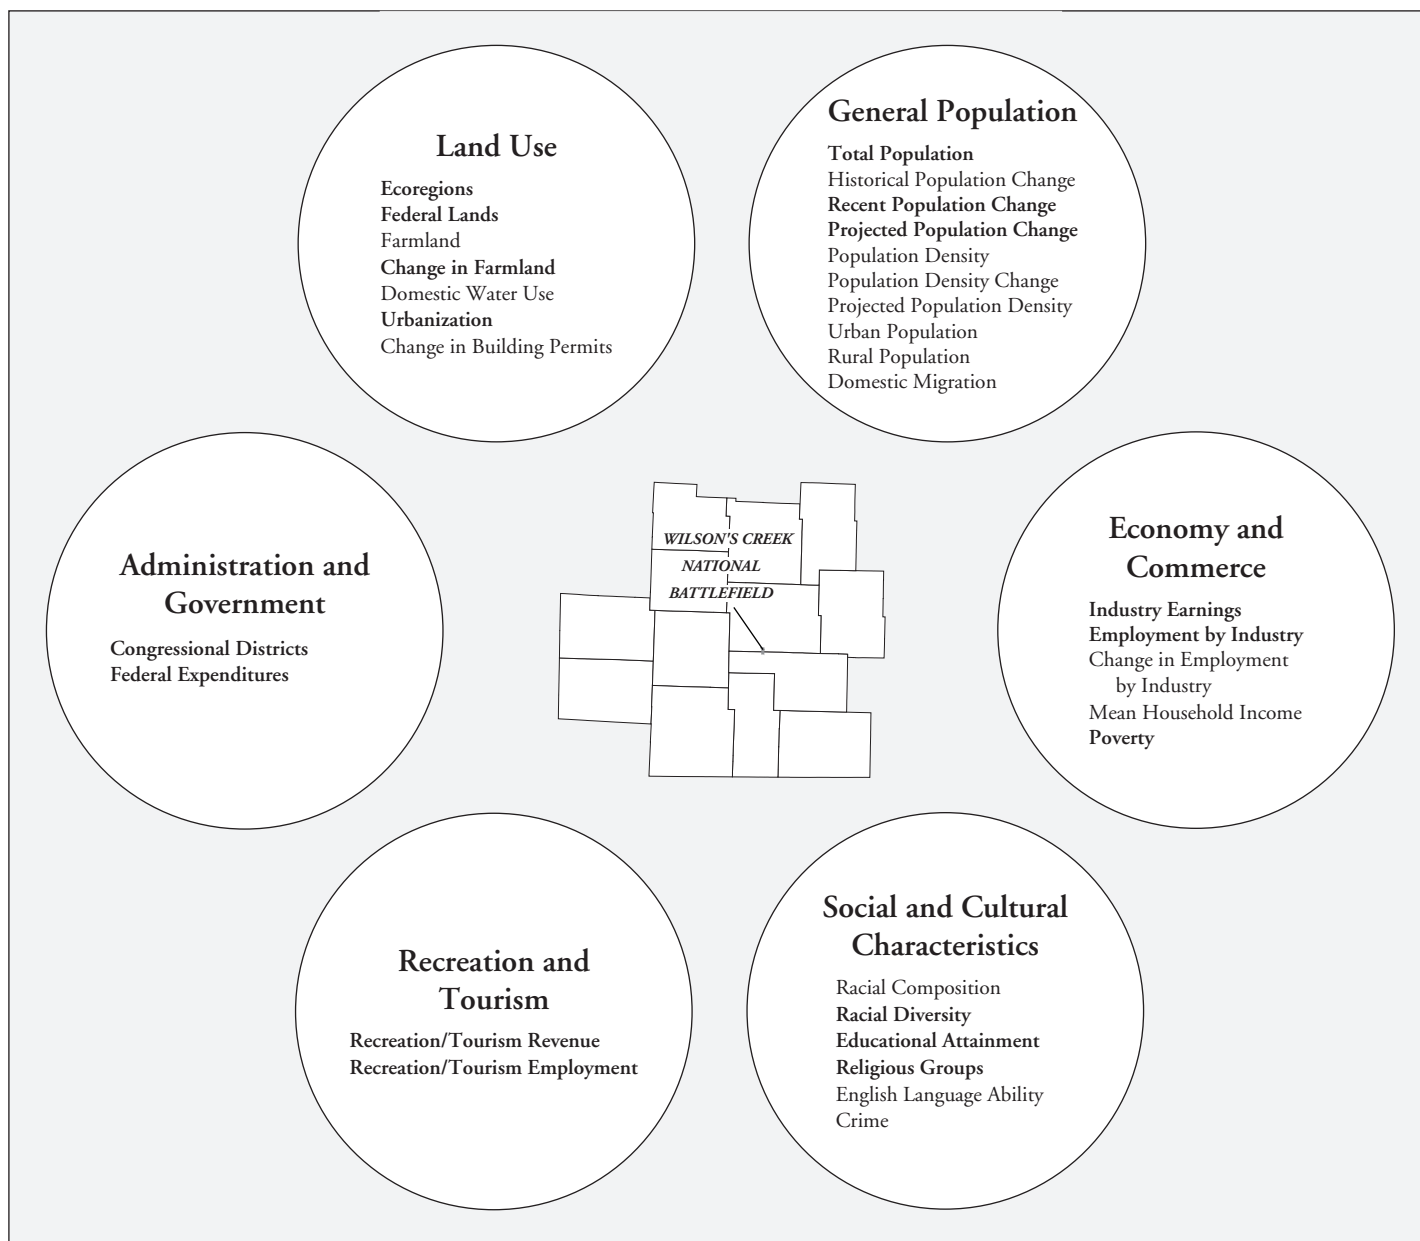 Land Use
Ecoregions
Federal Lands
Farmland
Change in Farmland
Domestic Water Use
Urbanization
Change in Building Permits
General Population
Total Population
Historical Population Change
Recent Population Change
Projected Population Change
Population Density
Population Density Change
Projected Population Density
Urban Population
Rural Population
Domestic Migration
Administration and
Government
Congressional Districts
Federal Expenditures
WILSON'S CREEK
NATIONAL
BATTLEFIELD
Economy and
Commerce
Industry Earnings
Employment by Industry
Change in Employment
by Industry
Mean Household Income
Poverty
Recreation and
Tourism
Recreation/Tourism Revenue
Recreation/Tourism Employment
Social and Cultural
Characteristics
Racial Composition
Racial Diversity
Educational Attainment
Religious Groups
English Language Ability
Crime